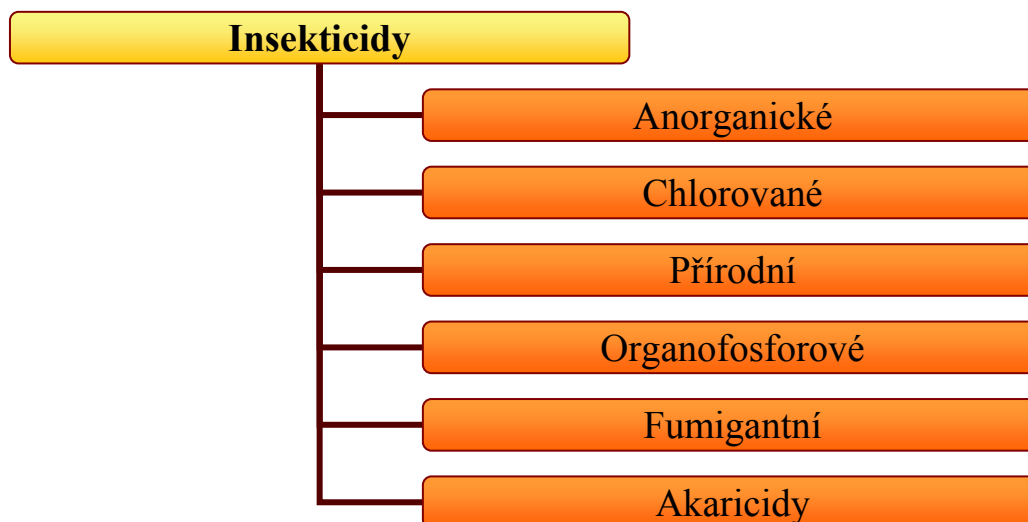 Insekticidy
Anorganické
Chlorované
Přírodní
Organofosforové
Fumigantní
Akaricidy